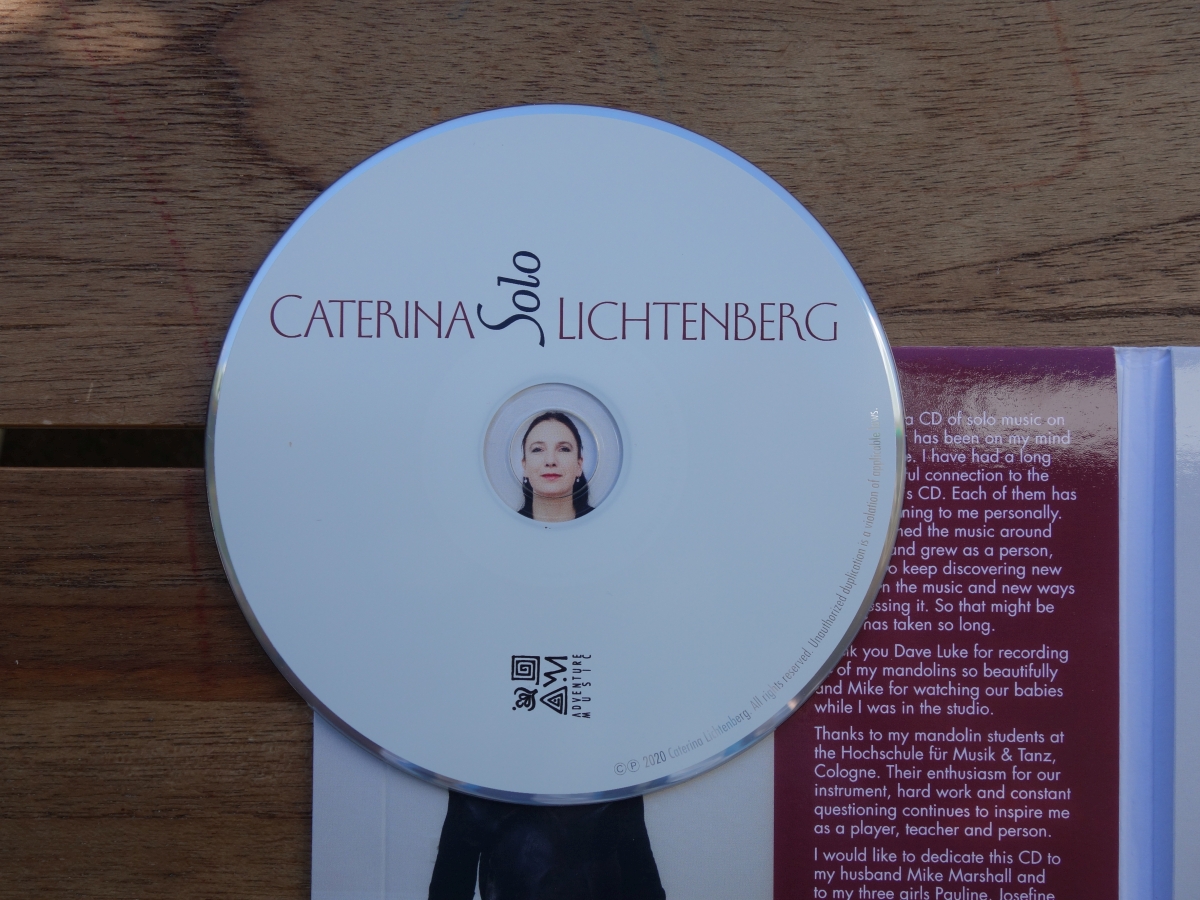 CATERINA Solo LICHTENBERG
ADVENTURE
MUSIC
©℗ 2020 Caterina Lichtenberg. All rights reserved. Unauthorized duplication is a violation of applicable
a CD of solo music on
has been on my mind
I have had a long
connection to the
CD. Each of them has
to me personally.
the music around
and grew as a person,
keep discovering new
the music and new ways
it. So that might be
has taken so long.
you Dave Luke for recording
of my mandolins so beautifully
and Mike for watching our babies
while I was in the studio.
Thanks to my mandolin students at
the Hochschule für Musik & Tanz,
Cologne. Their enthusiasm for our
instrument, hard work and constant
questioning continues to inspire me
as a player, teacher and person.
I would like to dedicate this CD to
my husband Mike Marshall and
to my three girls Pauline, Josefine